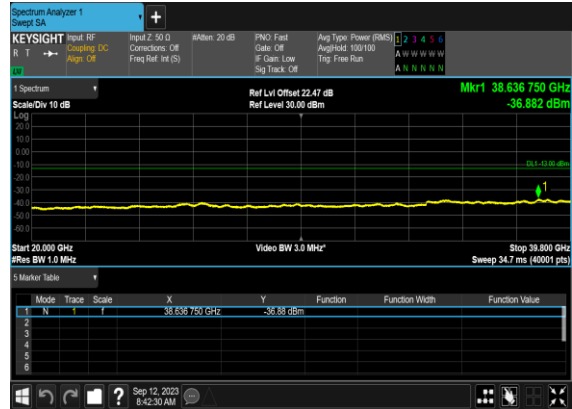 Spectrum Analyzer 1
Swept SA
+
KEYSIGHT Input: RF Input Z: 50 Ω #Atten: 20 dB PNO: Fast Avg Type: Power (RMS) 1 2 3 4 5 6
R T Coupling: DC Corrections: Off Gate: Off Avg|Hold: 100/100 A W W W W W
Align: Off Freq Ref: Int (S) IF Gain: Low Trig: Free Run
Sig Track: Off A N N N N N
1 Spectrum Ref Lvl Offset 22.47 dB Mkr1 38.636 750 GHz
Scale/Div 10 dB Ref Level 30.00 dBm -36.882 dBm
Log
20.0
10.0
0.00
-10.0
DL1 -13.00 dBm
-20.0
-30.0
1
-40.0
-50.0
-60.0
Start 20.000 GHz Video BW 3.0 MHz* Stop 39.800 GHz
#Res BW 1.0 MHz Sweep 34.7 ms (40001 pts)
5 Marker Table
Mode Trace Scale X Y Function Function Width Function Value
1 N 1 f 38.636 750 GHz -36.88 dBm
2
3
4
5
6
? Sep 12, 2023
8:42:30 AM